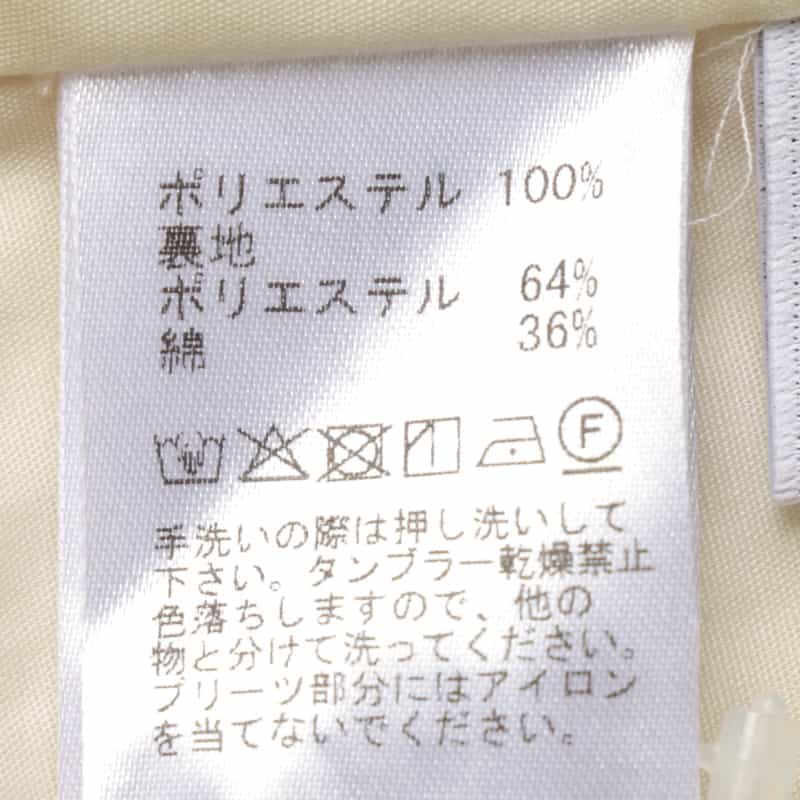 ポリエステル 100%
裏地
ポリエステル 64%
綿 36%
F
手洗いの際は押し洗いして
下さい。タンブラー乾燥禁止
色落ちしますので、他の
物と分けて洗ってください。
プリーツ部分にはアイロン
を当てないでください。